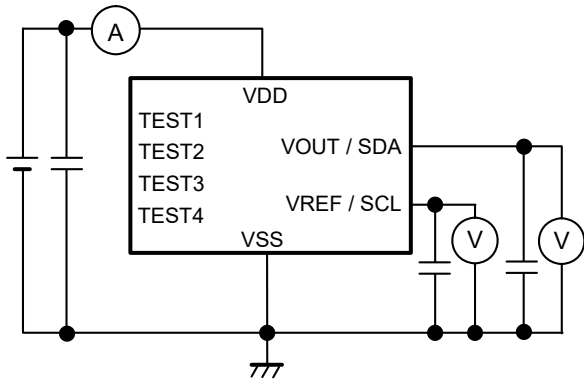 A
VDD
TEST1
TEST2
VOUT / SDA
TEST3
VREF / SCL
TEST4
VSS
V
V